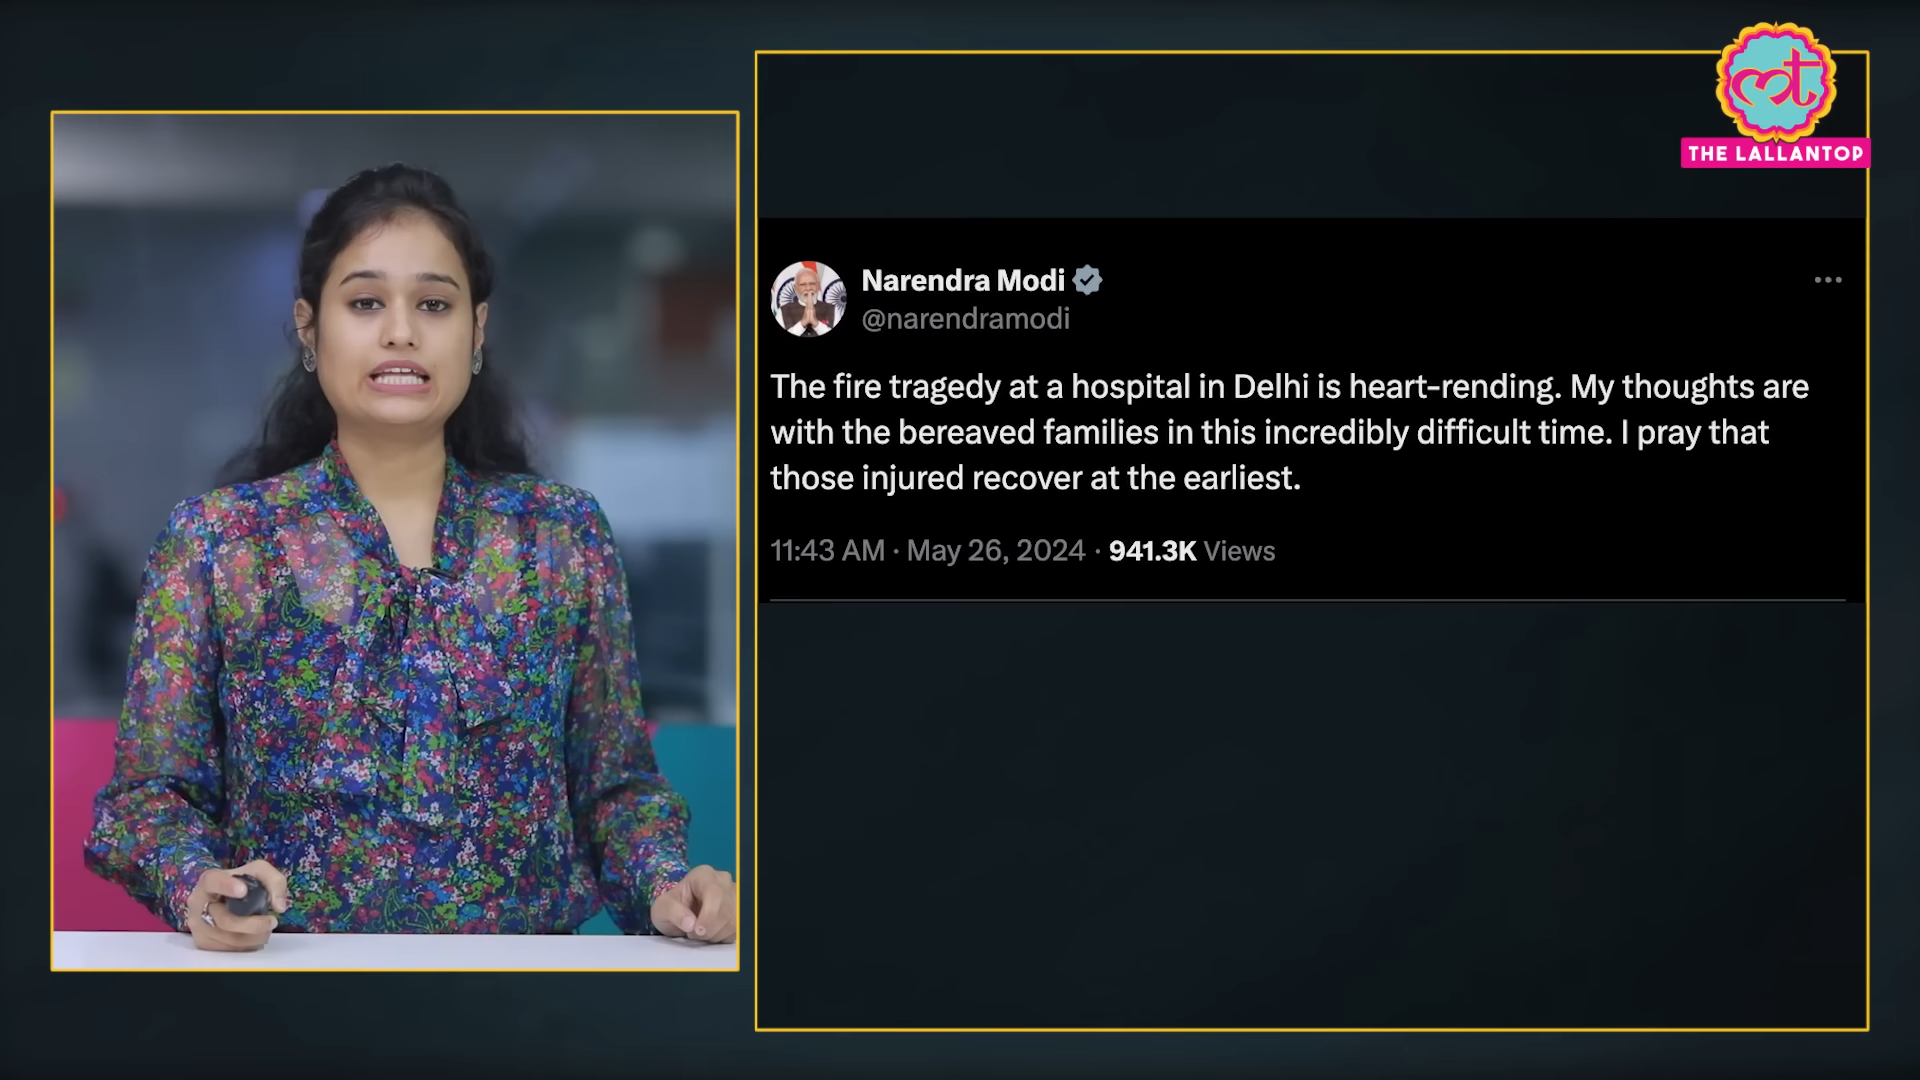 THE LALLANTOP
Narendra Modi
@narendramodi
The fire tragedy at a hospital in Delhi is heart-rending. My thoughts are
with the bereaved families in this incredibly difficult time. I pray that
those injured recover at the earliest.
11:43 AM · May 26, 2024 · 941.3K Views